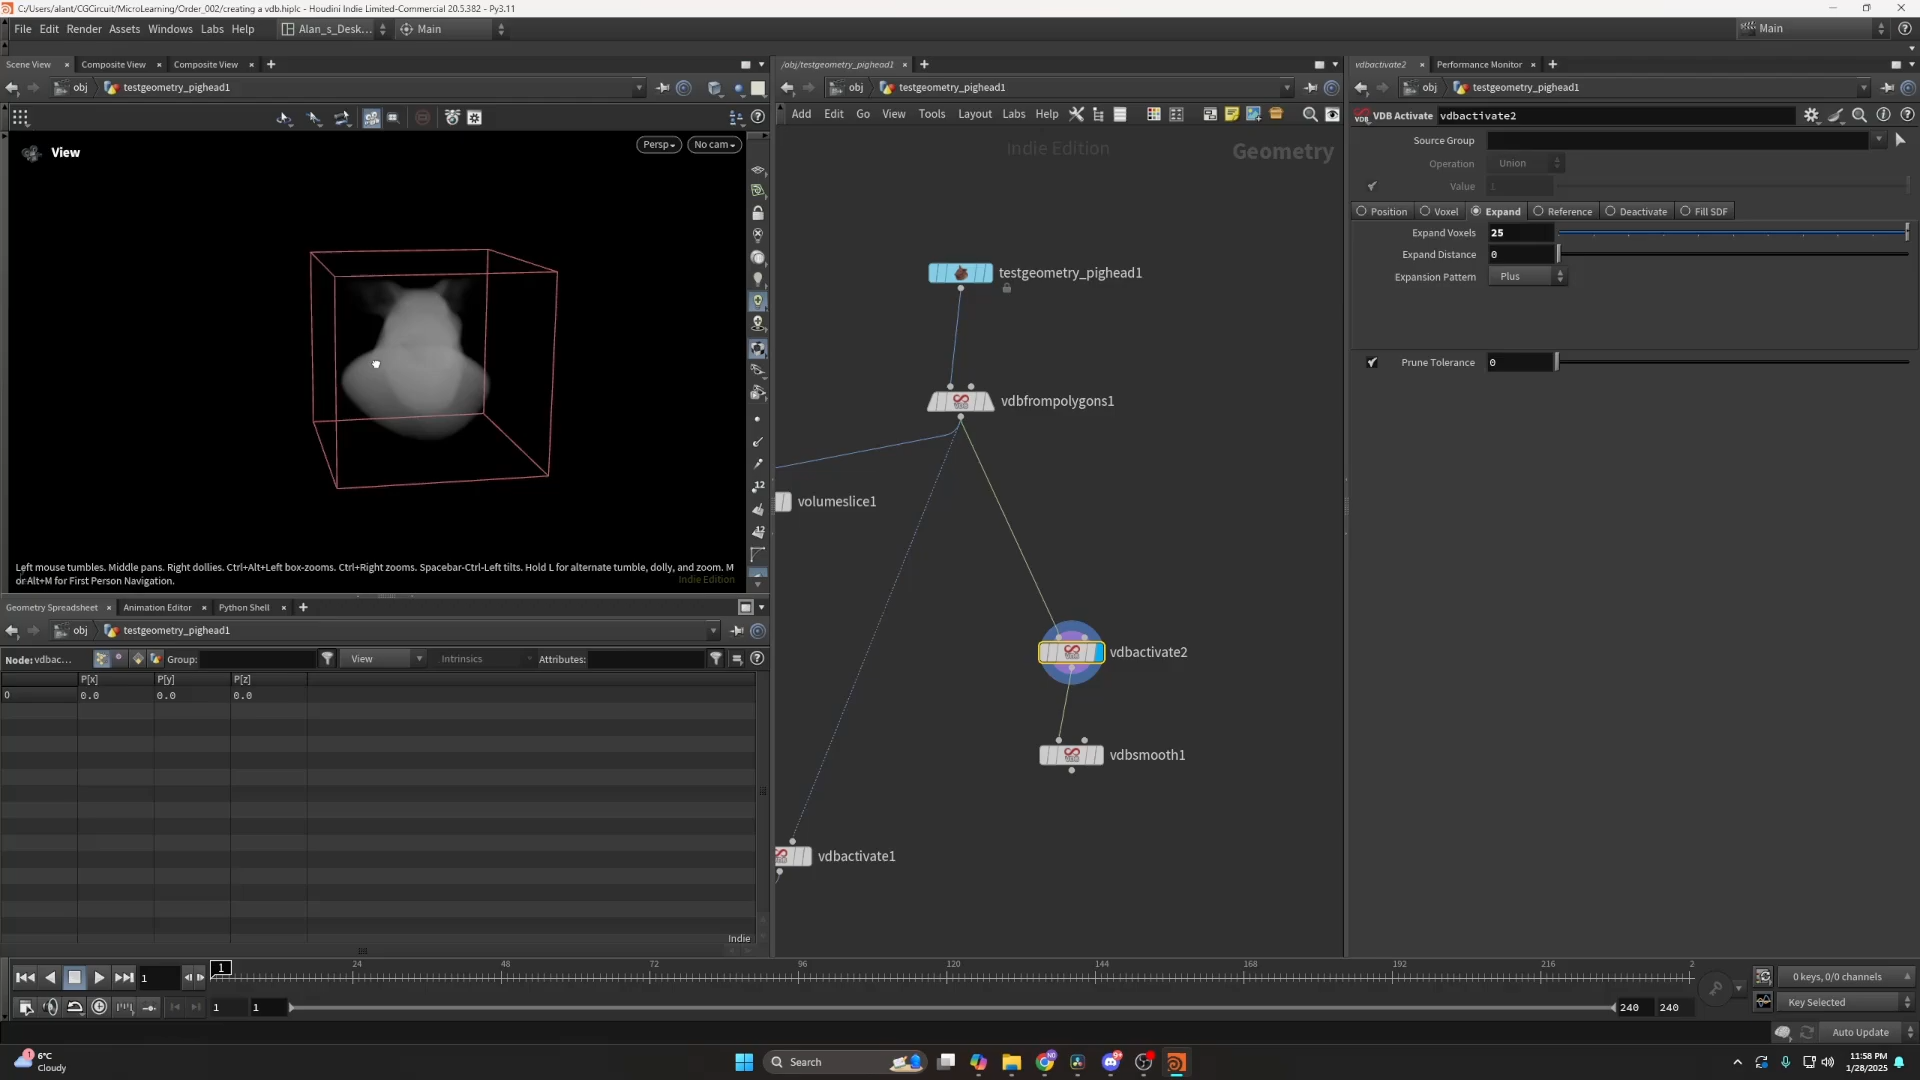 C:/Users/alant/CGCircuit/MicroLearning/Order_002/creating a vdb.hiplc - Houdini Indie Limited-Commercial 20.5.382 - Py3.11
File Edit Render Assets Windows Labs Help Alan_s_Desk... Main Main
Scene View Composite View Composite View
obj testgeometry_pighead1
View
Persp No cam
Left mouse tumbles. Middle pans. Right dollies. Ctrl+Alt+Left box-zooms. Ctrl+Right zooms. Spacebar-Ctrl-Left tilts. Hold L for alternate tumble, dolly, and zoom. M
or Alt+M for First Person Navigation.
Indie Edition
Geometry Spreadsheet Animation Editor Python Shell
obj testgeometry_pighead1
Node: vdbac... Group: View Intrinsics Attributes:
P[x] P[y] P[z]
0 0.0 0.0 0.0
Indie
/obj/testgeometry_pighead1
obj testgeometry_pighead1
Add Edit Go View Tools Layout Labs Help
Indie Edition
Geometry
testgeometry_pighead1
vdbfrompolygons1
volumeslice1
vdbactivate2
vdbsmooth1
vdbactivate1
vdbactivate2 Performance Monitor
obj testgeometry_pighead1
VDB Activate vdbactivate2
Source Group
Operation Union
Value 1
Position Voxel Expand Reference Deactivate Fill SDF
Expand Voxels 25
Expand Distance 0
Expansion Pattern Plus
Prune Tolerance 0
1 1 24 48 72 96 120 144 168 192 216 2
0 keys, 0/0 channels
1 1 240 240 Key Selected
Auto Update
1 6°C
Cloudy
Search
11:58 PM
1/28/2025